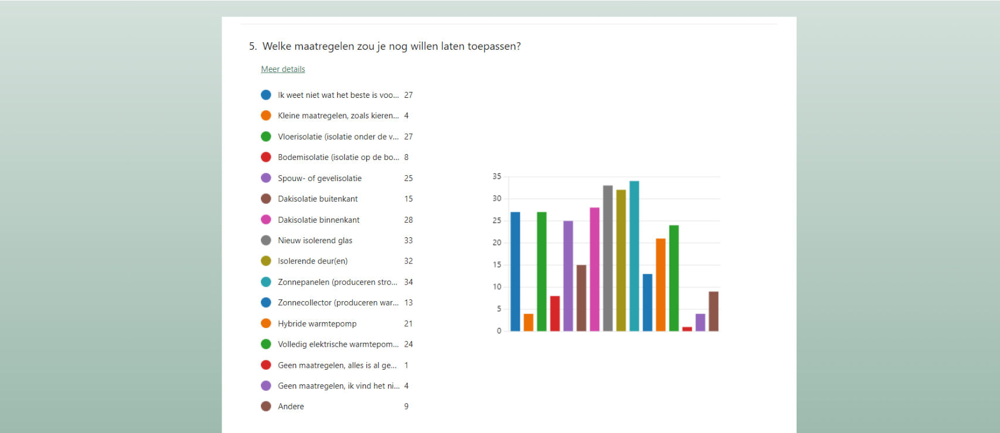 5. Welke maatregelen zou je nog willen laten toepassen?
Meer details
Ik weet niet wat het beste is voo... 27
Kleine maatregelen, zoals kieren... 4
Vloerisolatie (isolatie onder de v... 27
Bodemisolatie (isolatie op de bo... 8
Spouw- of gevelisolatie 25
Dakisolatie buitenkant 15
Dakisolatie binnenkant 28
Nieuw isolerend glas 33
Isolerende deur(en) 32
Zonnepanelen (produceren stro... 34
Zonnecollector (produceren war... 13
Hybride warmtepomp 21
Volledig elektrische warmtepom... 24
Geen maatregelen, alles is al ge... 1
Geen maatregelen, ik vind het ni... 4
Andere 9
35
30
25
20
15
10
5
0